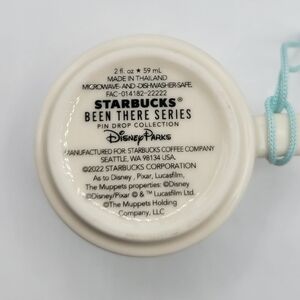 2 fl. oz ★ 59 mL
MADE IN THAILAND
MICROWAVE-AND-DISHWASHER-SAFE.
FAC-014182-22222
STARBUCKS®
BEEN THERE SERIES
PIN DROP COLLECTION
Disney Parks
MANUFACTURED FOR STARBUCKS COFFEE COMPANY
SEATTLE, WA 98134 USA.
©2022 STARBUCKS CORPORATION
As to Disney, Pixar, Lucasfilm,
The Muppets properties: ©Disney
©Disney/Pixar © & ™ Lucasfilm Ltd.
©The Muppets Holding
Company, LLC